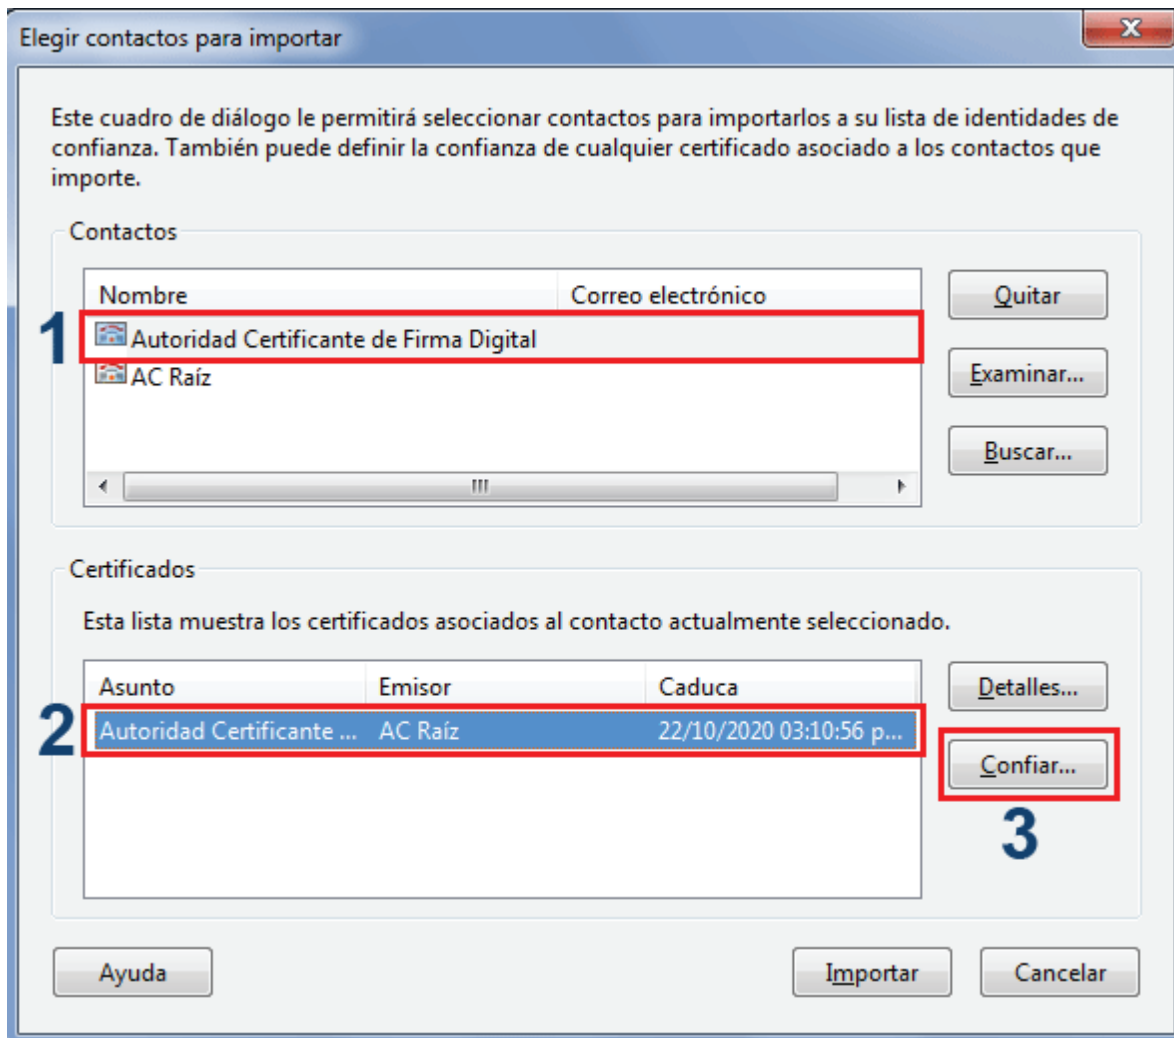 Elegir contactos para importar
x
Este cuadro de diálogo le permitirá seleccionar contactos para importarlos a su lista de identidades de
confianza. También puede definir la confianza de cualquier certificado asociado a los contactos que
importe.
Contactos
Nombre Correo electrónico
Quitar
1
Autoridad Certificante de Firma Digital
AC Raíz
Examinar...
Buscar...
Certificados
Esta lista muestra los certificados asociados al contacto actualmente seleccionado.
Asunto Emisor Caduca
Detalles...
2
Autoridad Certificante ... AC Raíz 22/10/2020 03:10:56 p...
Confiar...
3
Ayuda Importar Cancelar